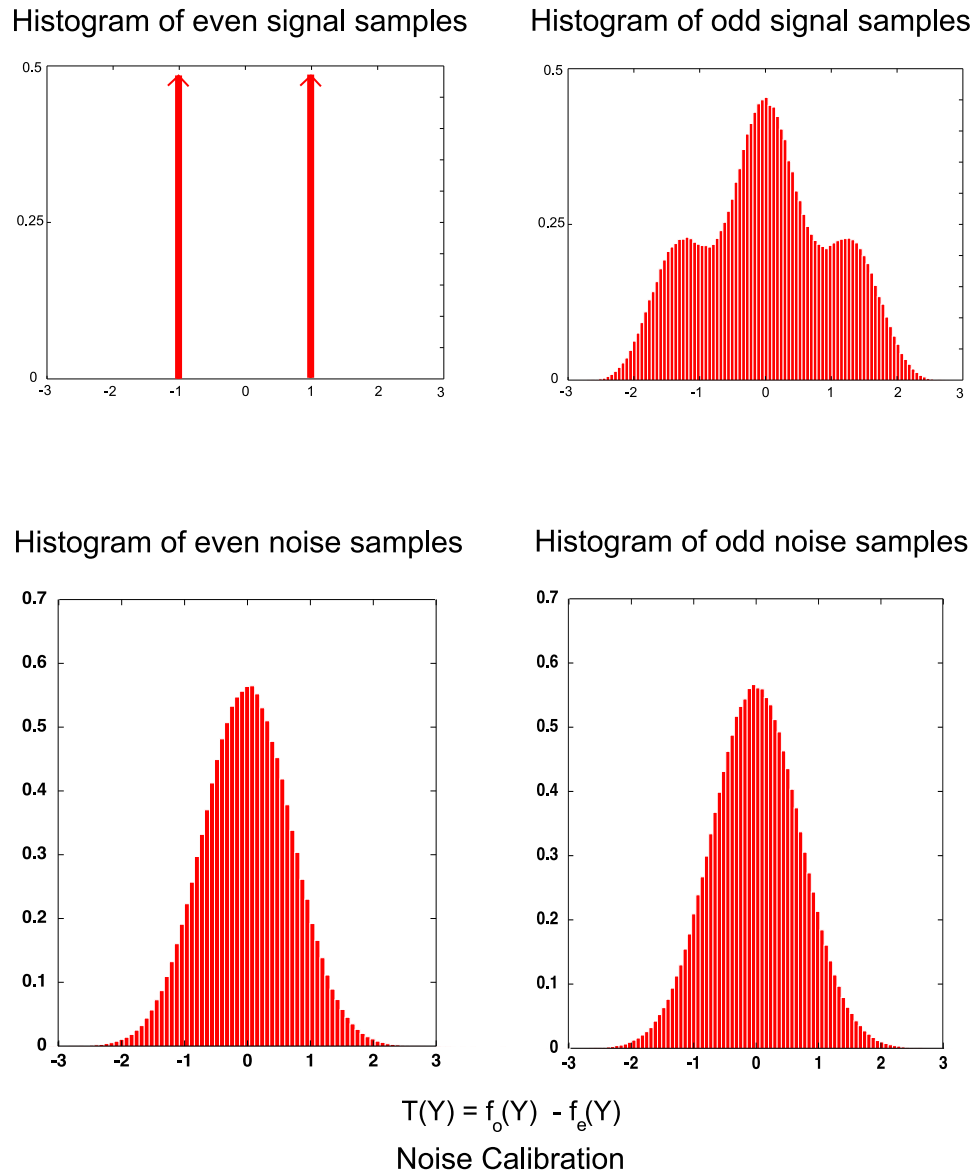 Histogram of even signal samples
Histogram of odd signal samples
0.5
0.25
0
-3 -2 -1 0 1 2 3
0.5
0.25
0
-3 -2 -1 0 1 2 3
Histogram of even noise samples
Histogram of odd noise samples
0.7
0.6
0.5
0.4
0.3
0.2
0.1
0
-3 -2 -1 0 1 2 3
0.7
0.6
0.5
0.4
0.3
0.2
0.1
0
-3 -2 -1 0 1 2 3
T(Y) = f_o(Y) - f_e(Y)
Noise Calibration